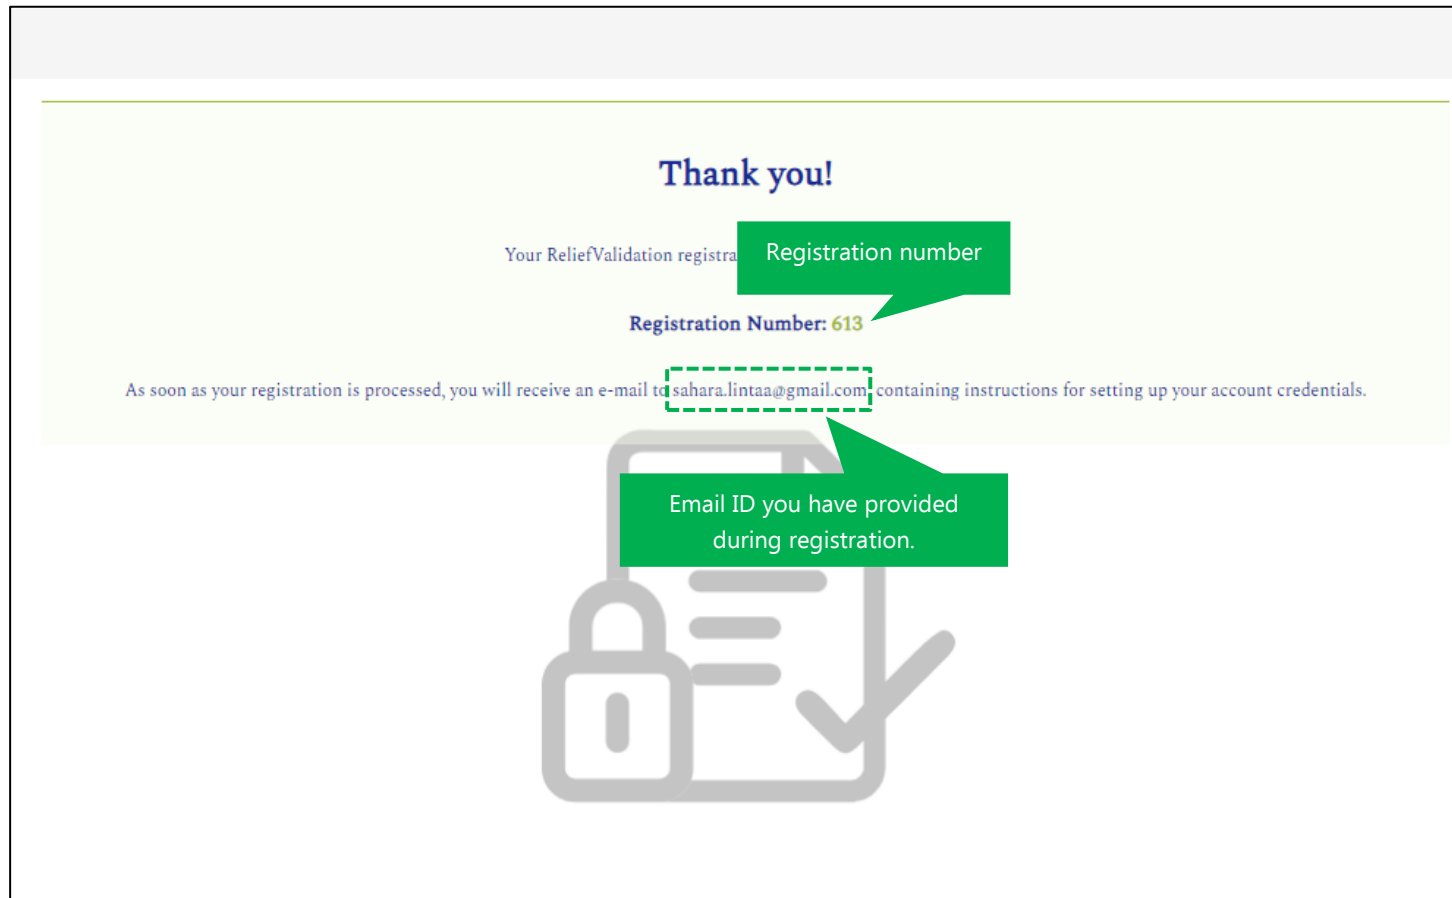 Thank you!
Your ReliefValidation
Registration number
Registration Number: 613
As soon as your registration is processed, you will receive an e-mail to sahara.lintaa@gmail.com containing instructions for setting up your account credentials.
Email ID you have provided
during registration.